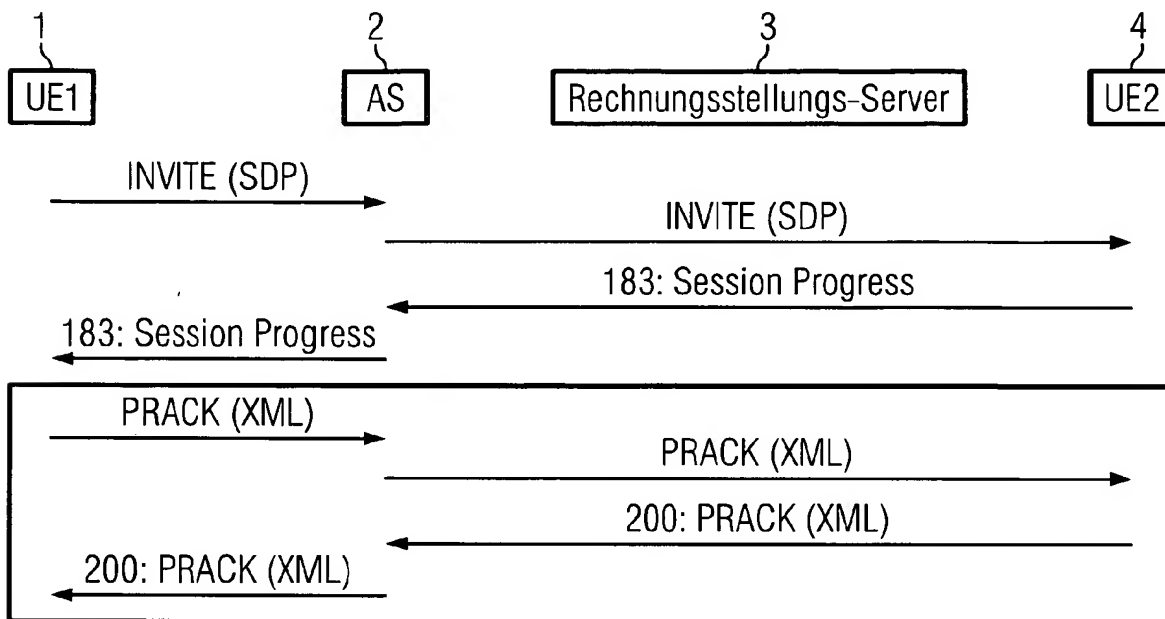 1 2 3 4
UE1 AS Rechnungsstellungs-Server UE2
INVITE (SDP)
INVITE (SDP)
183: Session Progress
183: Session Progress
PRACK (XML)
PRACK (XML)
200: PRACK (XML)
200: PRACK (XML)